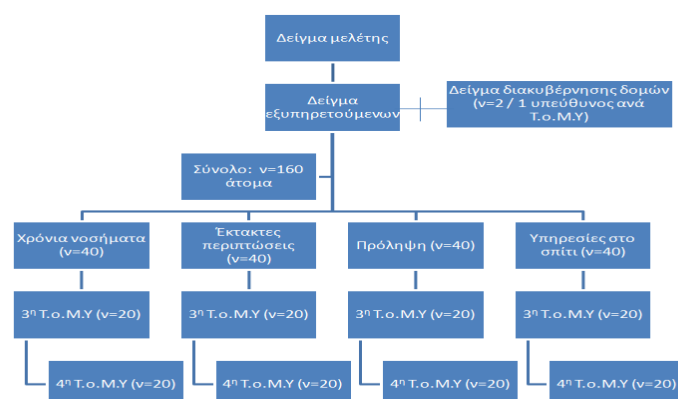 Δείγμα μελέτης
Δείγμα
εξυπηρετούμενων
Δείγμα διακυβέρνησης δομών
(ν=2 / 1 υπεύθυνος ανά
Τ.ο.Μ.Υ)
Σύνολο: ν=160
άτομα
Χρόνια νοσήματα
(ν=40)
Έκτακτες
περιπτώσεις
(ν=40)
Πρόληψη (ν=40)
Υπηρεσίες στο
σπίτι (ν=40)
3η Τ.ο.Μ.Υ (ν=20)
3η Τ.ο.Μ.Υ (ν=20)
3η Τ.ο.Μ.Υ (ν=20)
3η Τ.ο.Μ.Υ (ν=20)
4η Τ.ο.Μ.Υ (ν=20)
4η Τ.ο.Μ.Υ (ν=20)
4η Τ.ο.Μ.Υ (ν=20)
4η Τ.ο.Μ.Υ (ν=20)